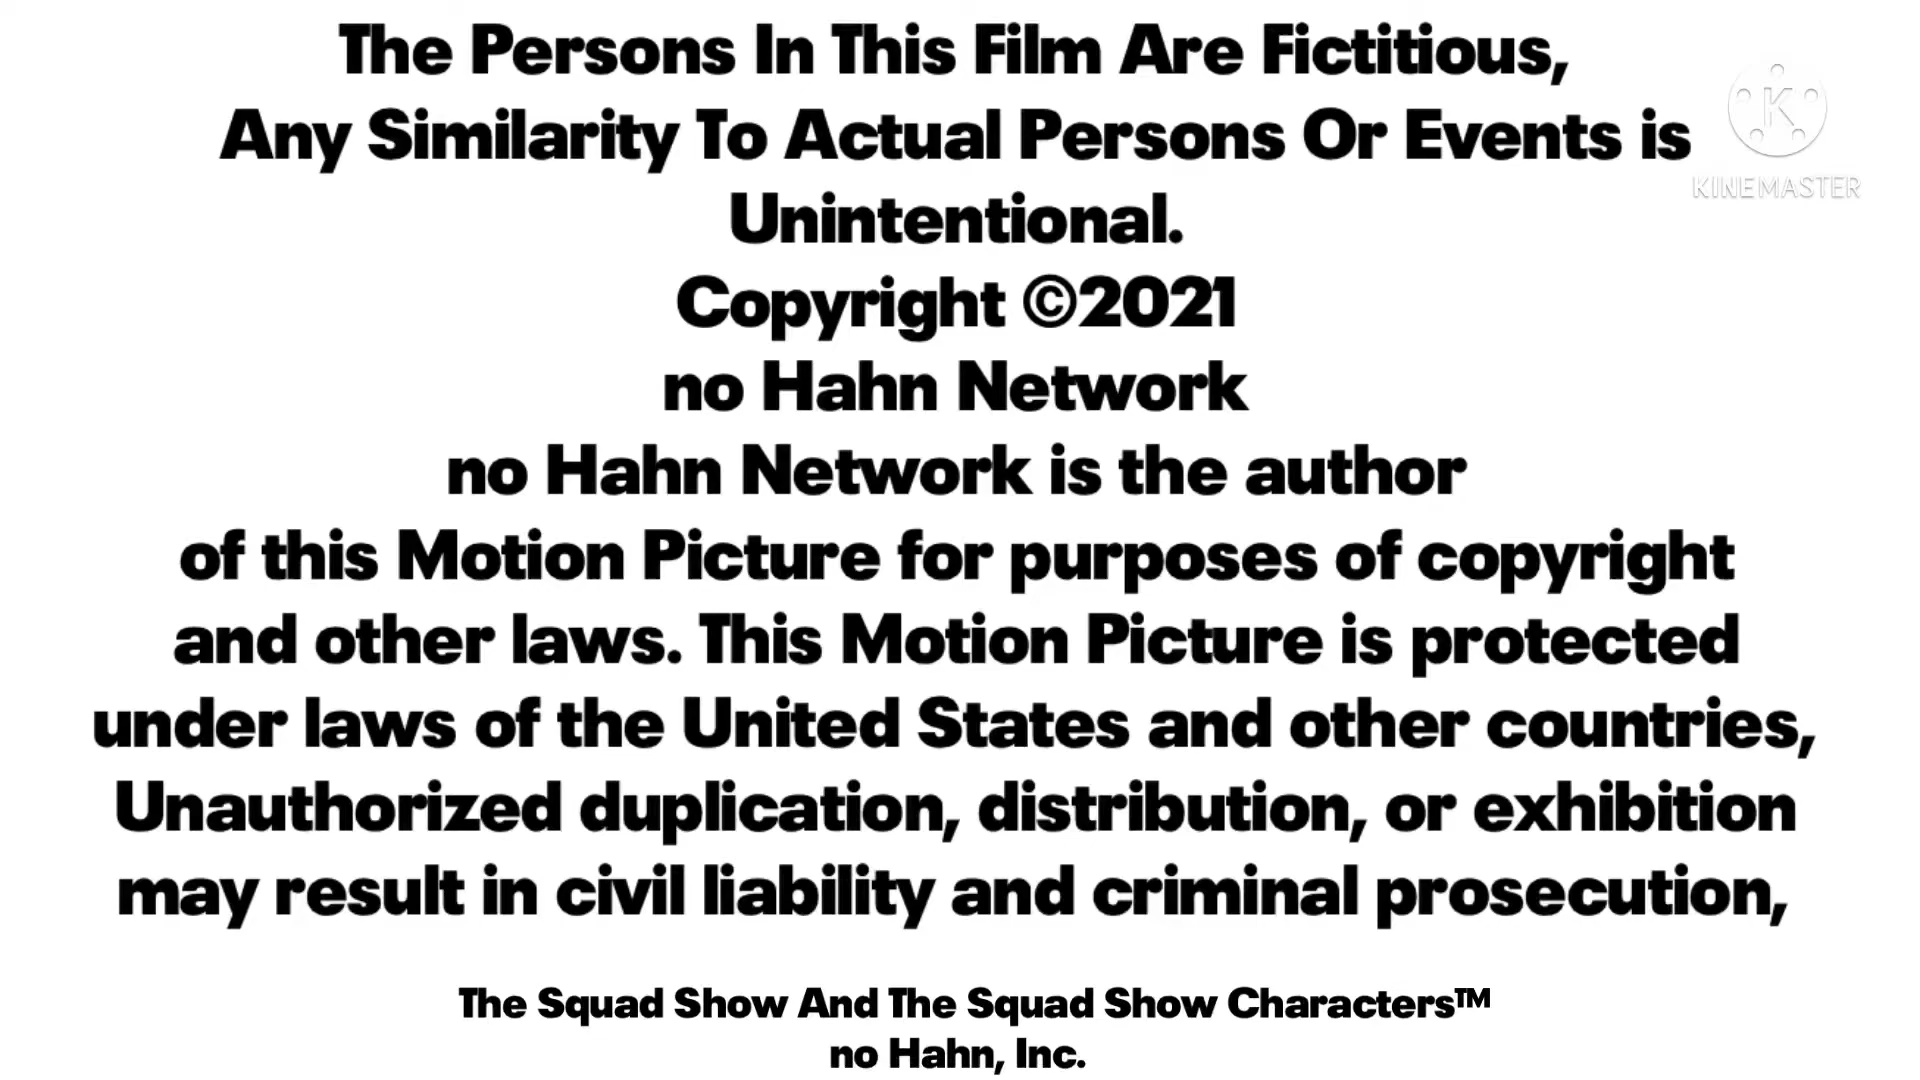 The Persons In This Film Are Fictitious,
Any Similarity To Actual Persons Or Events is
Unintentional.
Copyright ©2021
no Hahn Network
no Hahn Network is the author
of this Motion Picture for purposes of copyright
and other laws. This Motion Picture is protected
under laws of the United States and other countries,
Unauthorized duplication, distribution, or exhibition
may result in civil liability and criminal prosecution,
The Squad Show And The Squad Show Characters™
no Hahn, Inc.
K
KINEMASTER